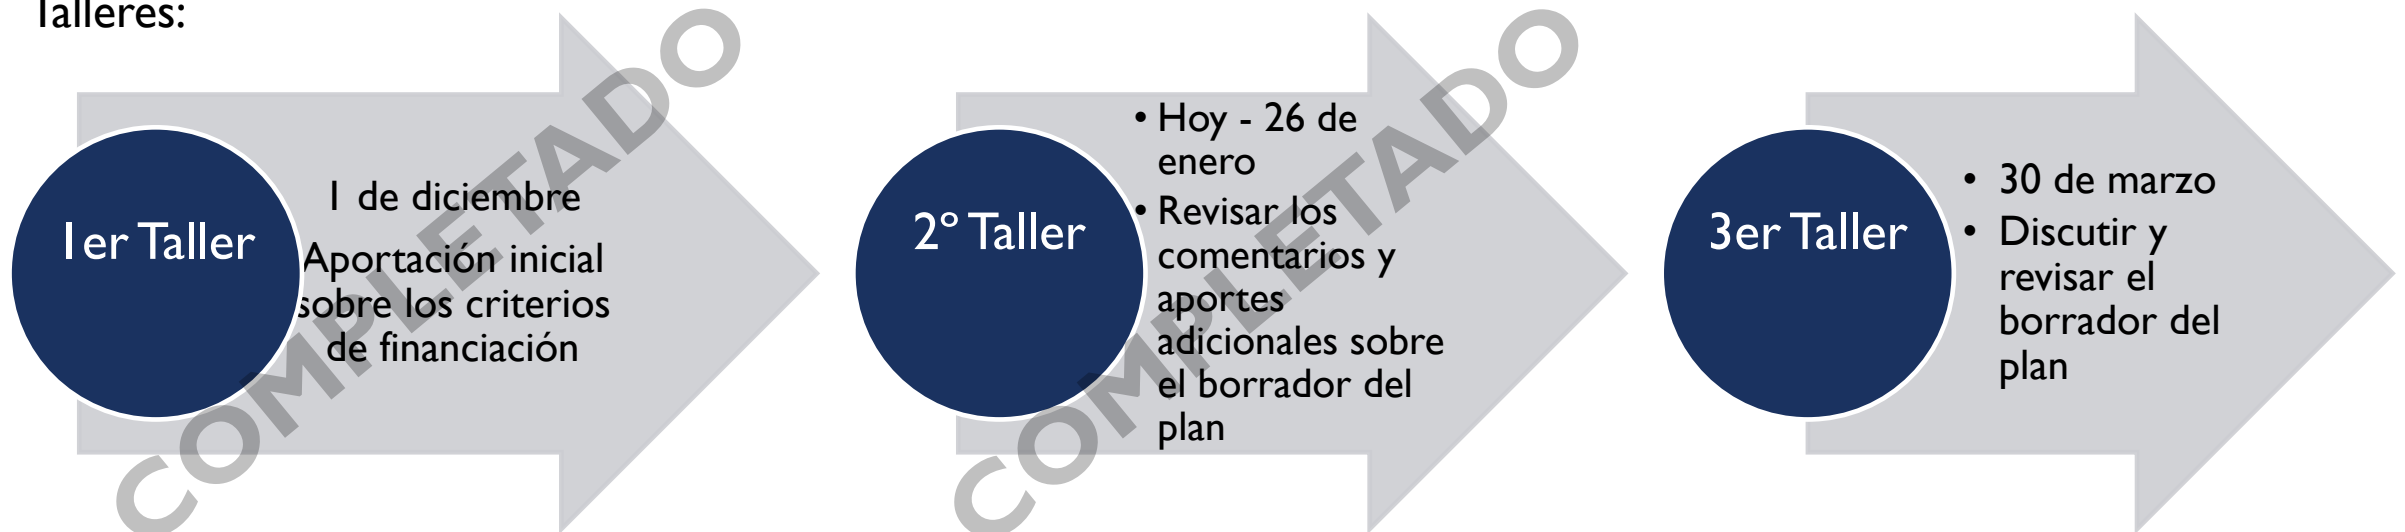 Talleres:
1er Taller
1 de diciembre
Aportación inicial
sobre los criterios
de financiación
COMPLETADO
2º Taller
• Hoy - 26 de
enero
• Revisar los
comentarios y
aportes
adicionales sobre
el borrador del
plan
COMPLETADO
3er Taller
• 30 de marzo
• Discutir y
revisar el
borrador del
plan